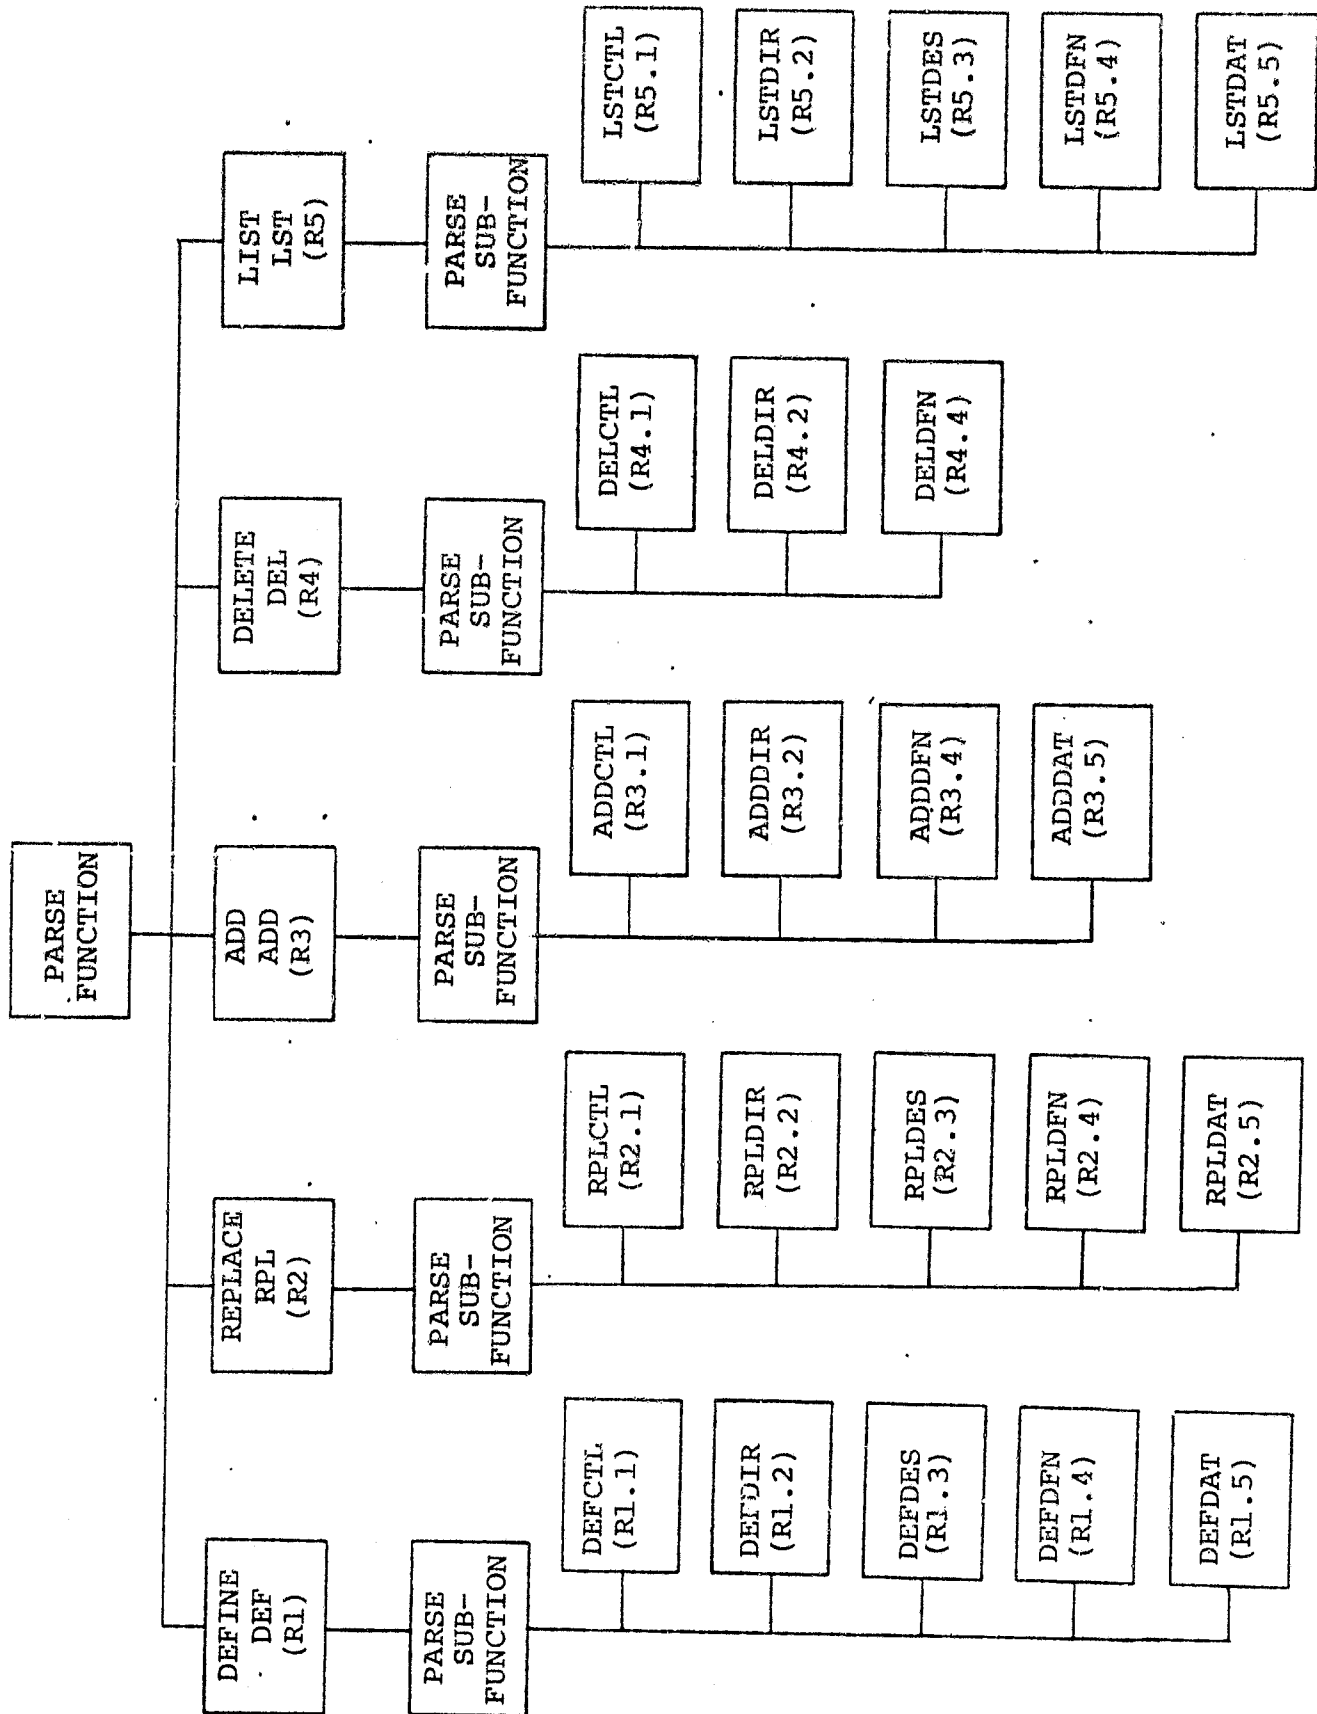 PARSE
FUNCTION
DEFINE
DEF
(R1)
REPLACE
RPL
(R2)
ADD
ADD
(R3)
DELETE
DEL
(R4)
LIST
LST
(R5)
PARSE
SUB-
FUNCTION
PARSE
SUB-
FUNCTION
PARSE
SUB-
FUNCTION
PARSE
SUB-
FUNCTION
PARSE
SUB-
FUNCTION
DEFCTL
(R1.1)
DEFDIR
(R1.2)
DEFDES
(R1.3)
DEFDFN
(R1.4)
DEFDAT
(R1.5)
RPLCTL
(R2.1)
RPLDIR
(R2.2)
RPLDES
(R2.3)
RPLDFN
(R2.4)
RPLDAT
(R2.5)
ADDCTL
(R3.1)
ADDDIR
(R3.2)
ADDDFN
(R3.4)
ADDDAT
(R3.5)
DELCTL
(R4.1)
DELDIR
(R4.2)
DELDFN
(R4.4)
LSTCTL
(R5.1)
LSTDIR
(R5.2)
LSTDES
(R5.3)
LSTDFN
(R5.4)
LSTDAT
(R5.5)